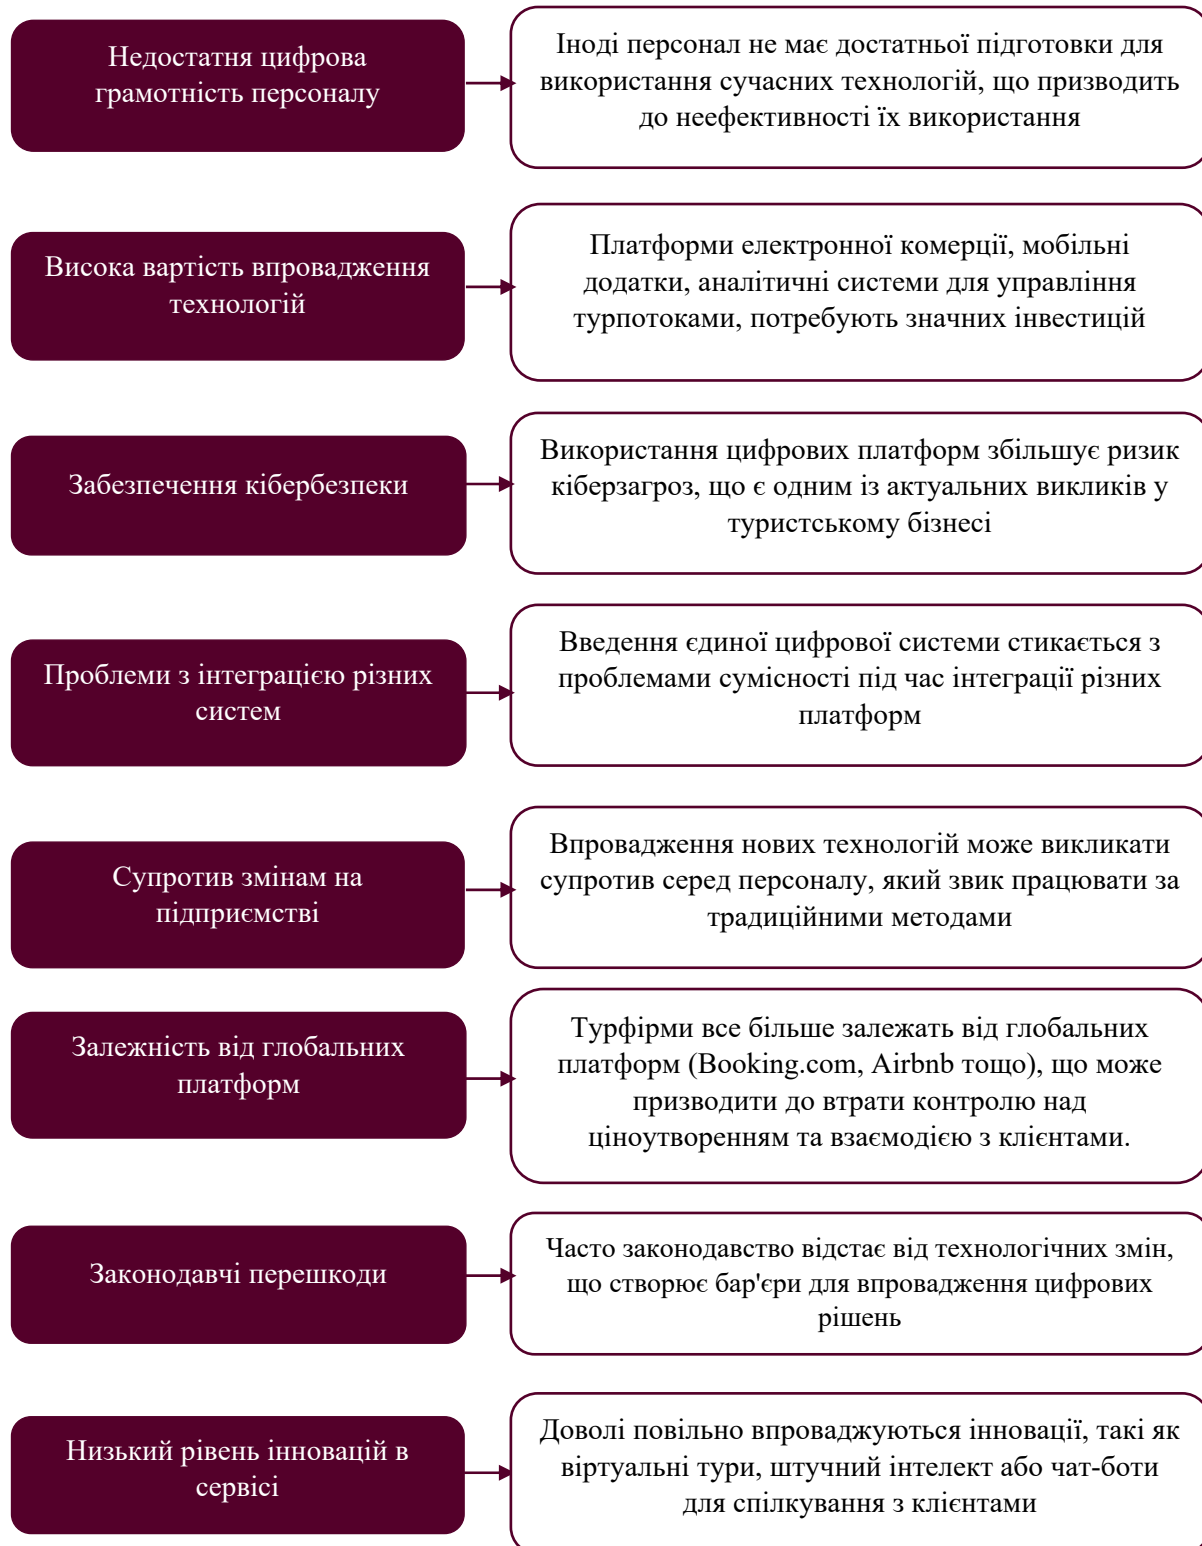 Недостатня цифрова
грамотність персоналу
Іноді персонал не має достатньої підготовки для
використання сучасних технологій, що призводить
до неефективності їх використання
Висока вартість впровадження
технологій
Платформи електронної комерції, мобільні
додатки, аналітичні системи для управління
турпотоками, потребують значних інвестицій
Забезпечення кібербезпеки
Використання цифрових платформ збільшує ризик
кіберзагроз, що є одним із актуальних викликів у
туристському бізнесі
Проблеми з інтеграцією різних
систем
Введення єдиної цифрової системи стикається з
проблемами сумісності під час інтеграції різних
платформ
Супротив змінам на
підприємстві
Впровадження нових технологій може викликати
супротив серед персоналу, який звик працювати за
традиційними методами
Залежність від глобальних
платформ
Турфірми все більше залежать від глобальних
платформ (Booking.com, Airbnb тощо), що може
призводити до втрати контролю над
ціноутворенням та взаємодією з клієнтами.
Законодавчі перешкоди
Часто законодавство відстає від технологічних змін,
що створює бар'єри для впровадження цифрових
рішень
Низький рівень інновацій в
сервісі
Доволі повільно впроваджуються інновації, такі як
віртуальні тури, штучний інтелект або чат-боти
для спілкування з клієнтами